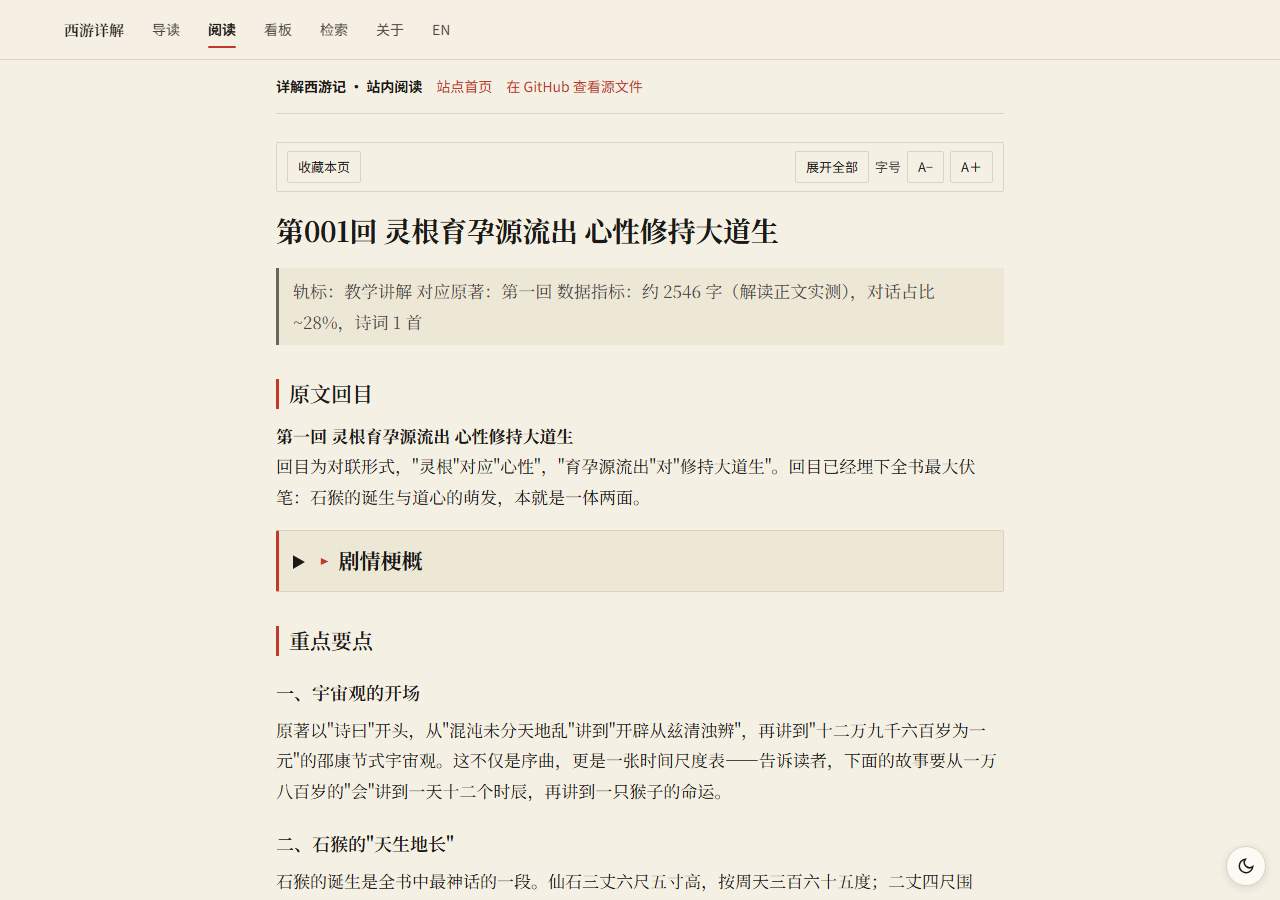 西游详解 导读 阅读 看板 检索 关于 EN
详解西游记 · 站内阅读 站点首页 在 GitHub 查看源文件
收藏本页 展开全部 字号 A− A＋
第001回 灵根育孕源流出 心性修持大道生
轨标：教学讲解 对应原著：第一回 数据指标：约 2546 字（解读正文实测），对话占比
~28%，诗词 1 首
原文回目
第一回 灵根育孕源流出 心性修持大道生
回目为对联形式，"灵根"对应"心性"，"育孕源流出"对"修持大道生"。回目已经埋下全书最大伏
笔：石猴的诞生与道心的萌发，本就是一体两面。
▶ ▸ 剧情梗概
重点要点
一、宇宙观的开场
原著以"诗曰"开头，从"混沌未分天地乱"讲到"开辟从兹清浊辨"，再讲到"十二万九千六百岁为一
元"的邵康节式宇宙观。这不仅是序曲，更是一张时间尺度表——告诉读者，下面的故事要从一万
八百岁的"会"讲到一天十二个时辰，再讲到一只猴子的命运。
二、石猴的"天生地长"
石猴的诞生是全书中最神话的一段。仙石三丈六尺五寸高，按周天三百六十五度；二丈四尺围